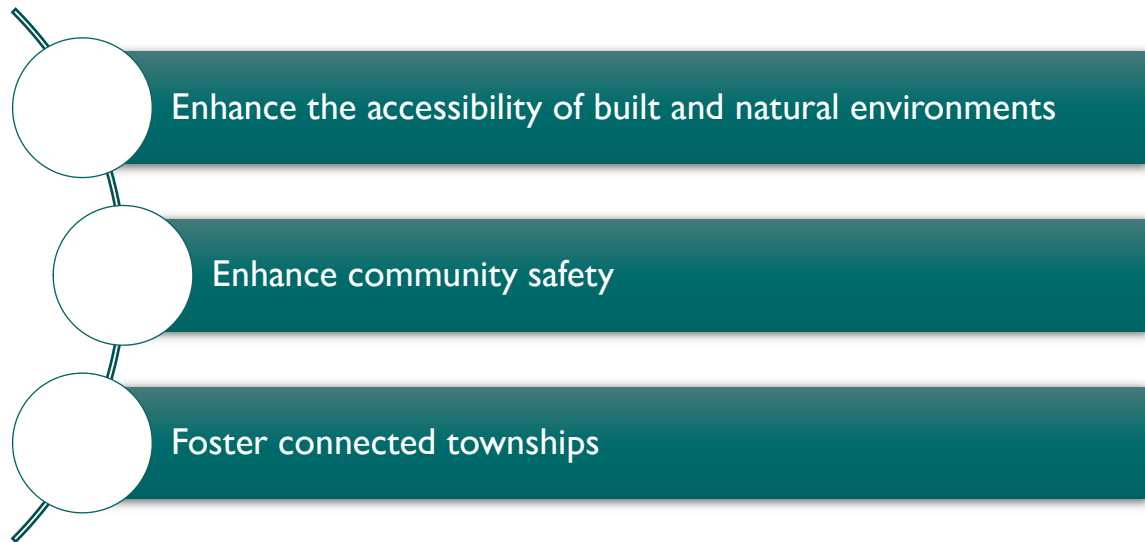 Enhance the accessibility of built and natural environments
Enhance community safety
Foster connected townships